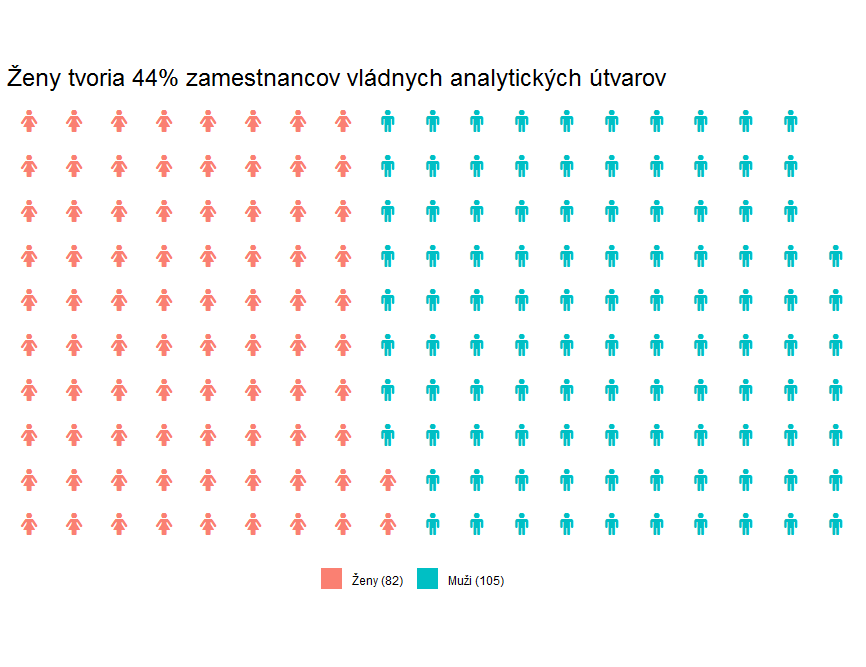 Ženy tvoria 44% zamestnancov vládnych analytických útvarov
Ženy (82) Muži (105)